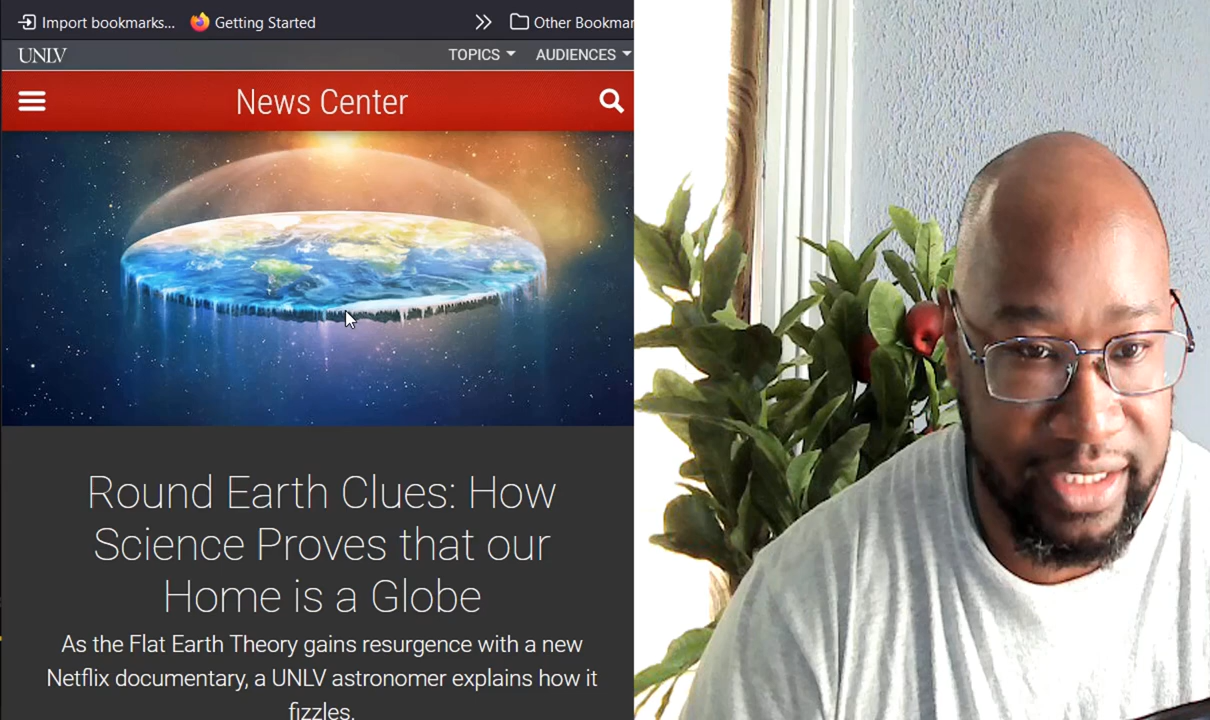 Import bookmarks... Getting Started Other Bookmar
UNLV TOPICS AUDIENCES
News Center
Round Earth Clues: How
Science Proves that our
Home is a Globe
As the Flat Earth Theory gains resurgence with a new
Netflix documentary, a UNLV astronomer explains how it
fizzles.